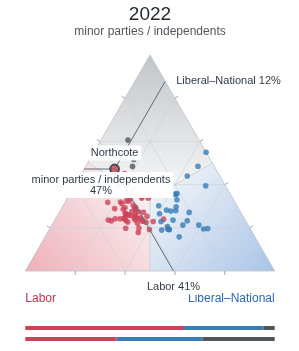 2022
minor parties / independents
Liberal–National 12%
Northcote
minor parties / independents
47%
Labor 41%
Labor
Liberal–National